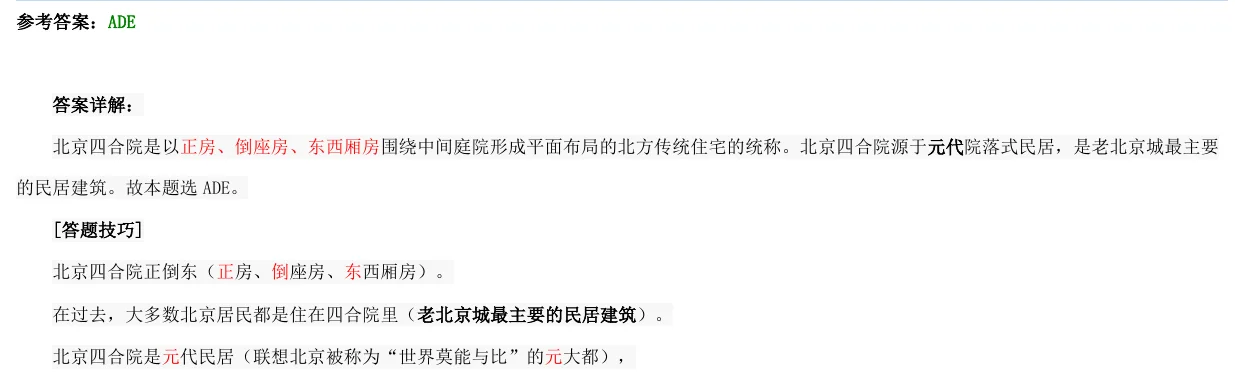 参考答案：ADE
答案详解：
北京四合院是以正房、倒座房、东西厢房围绕中间庭院形成平面布局的北方传统住宅的统称。北京四合院源于元代院落式民居，是老北京城最主要
的民居建筑。故本题选 ADE。
[答题技巧]
北京四合院正倒东（正房、倒座房、东西厢房）。
在过去，大多数北京居民都是住在四合院里（老北京城最主要的民居建筑）。
北京四合院是元代民居（联想北京被称为“世界莫能与比”的元大都），